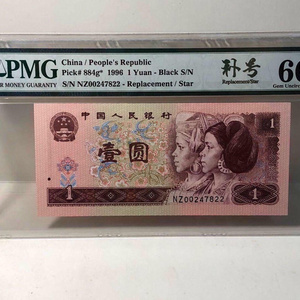 PMG
ER MONEY GUARANTY
China / People's Republic
Pick# 884g* 1996 1 Yuan - Black S/N
S/N NZ00247822 - Replacement / Star
补号
Replacement/Star
66
Gem Uncirc
中国人民银行
壹圆
1
1
NZ00247822